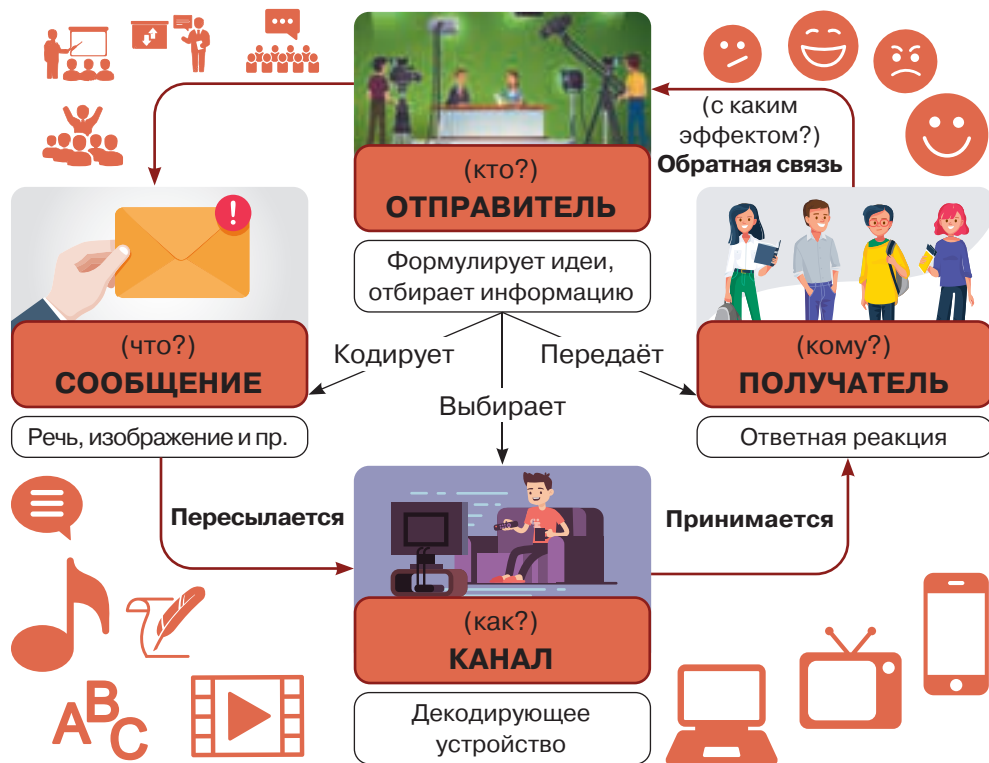 (с каким
эффектом?)
Обратная связь
(кто?)
ОТПРАВИТЕЛЬ
Формулирует идеи,
отбирает информацию
(что?)
СООБЩЕНИЕ
Речь, изображение и пр.
Кодирует
Передаёт
Выбирает
(кому?)
ПОЛУЧАТЕЛЬ
Ответная реакция
Пересылается
Принимается
(как?)
КАНАЛ
Декодирующее
устройство
ABC